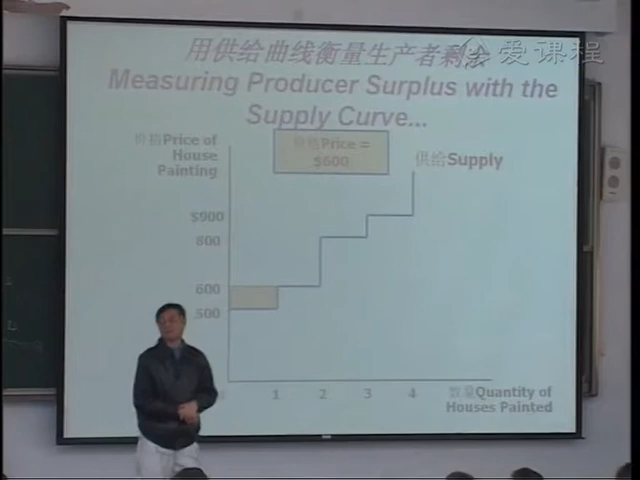 用供给曲线衡量生产者剩余
爱课程
Measuring Producer Surplus with the
Supply Curve...
价格Price of
House
Painting
价格Price =
$600
供给Supply
$900
800
600
500
1
2
3
4
数量Quantity of
Houses Painted